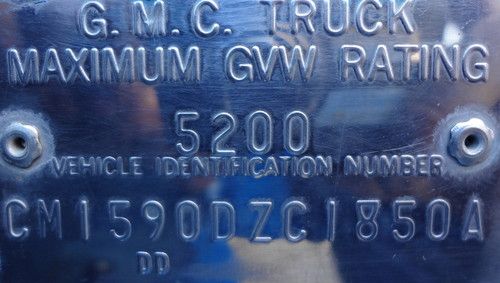 G.M.C. TRUCK
MAXIMUM GVW RATING
5200
VEHICLE IDENTIFICATION NUMBER
CM1590DZC1850A
DD